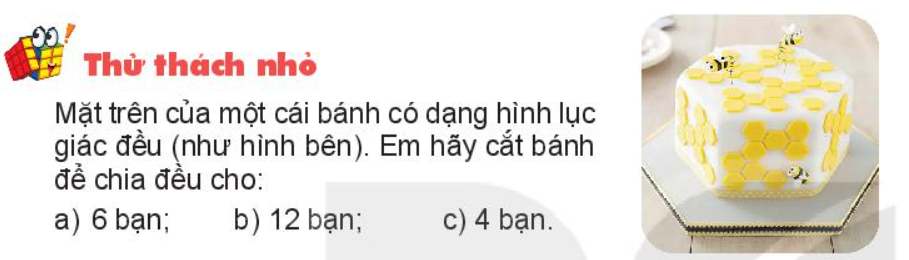 Thử thách nhỏ
Mặt trên của một cái bánh có dạng hình lục
giác đều (như hình bên). Em hãy cắt bánh
để chia đều cho:
a) 6 bạn; b) 12 bạn; c) 4 bạn.